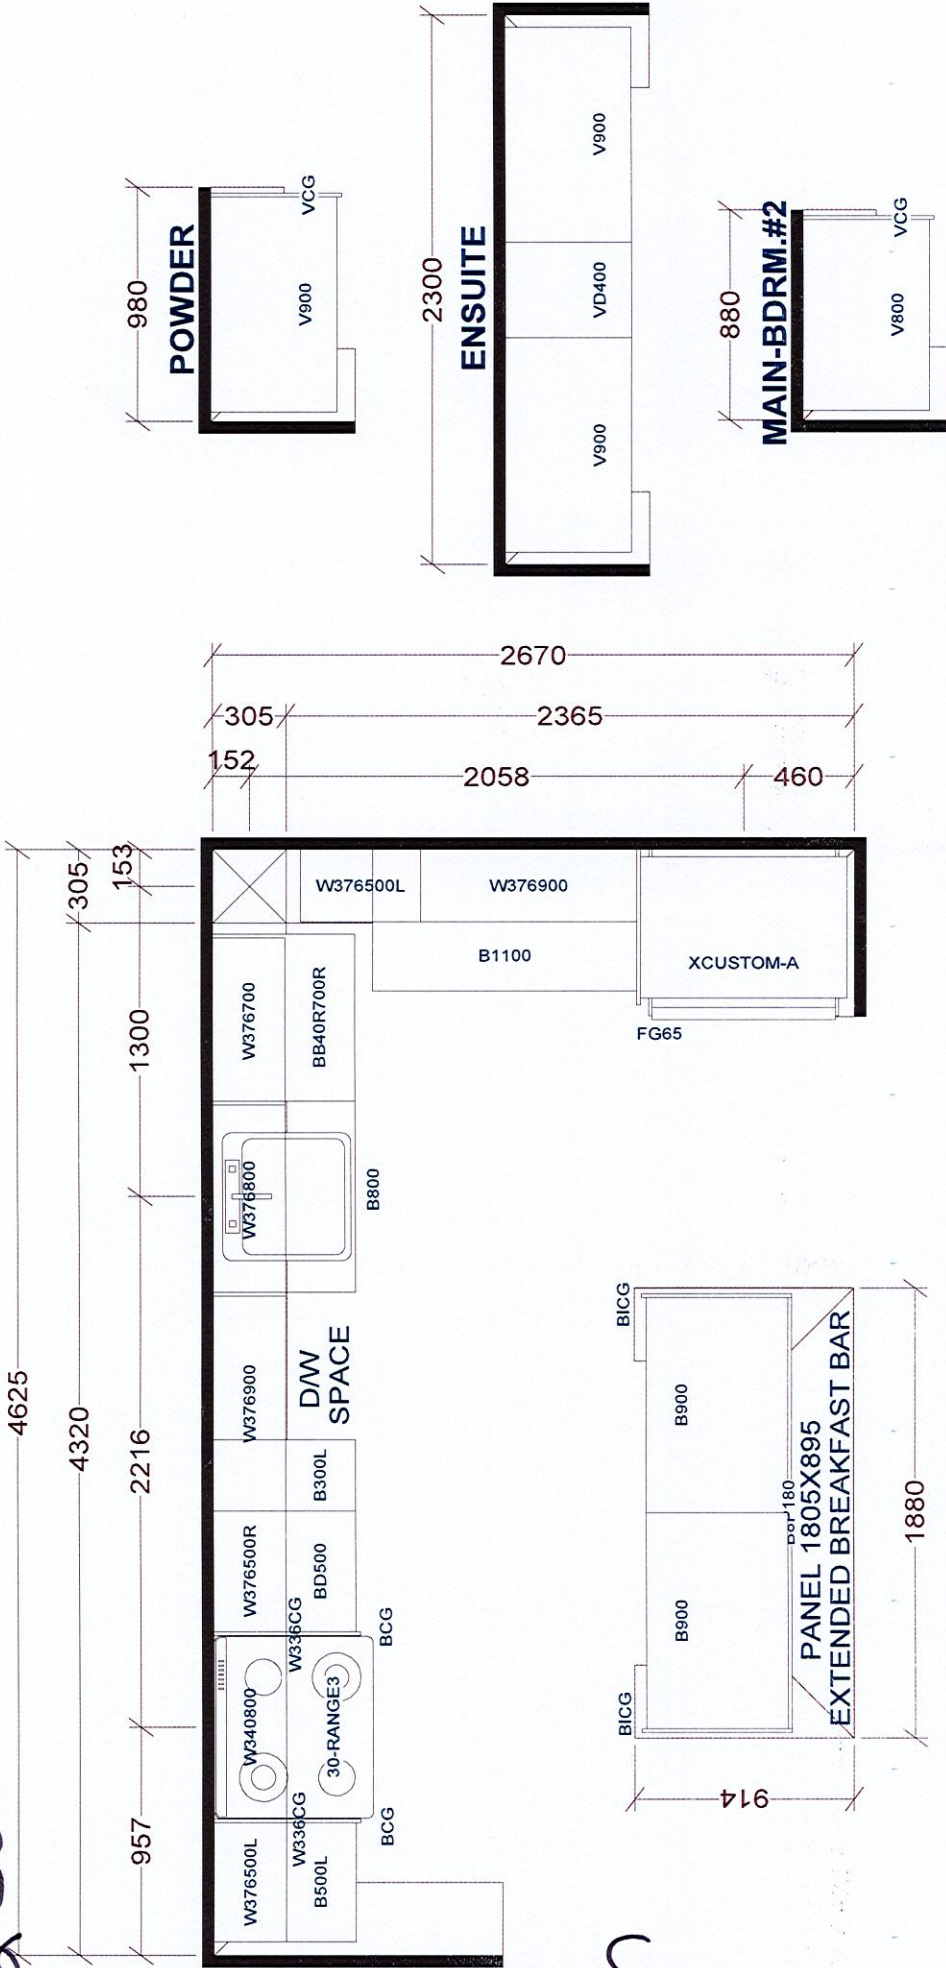 980
POWDER
V900
VCG
2300
ENSUITE
V900
VD400
V900
880
MAIN-BDRM.#2
V800
VCG
2670
305
2365
152
2058
460
4625
305
4320
153
1300
2216
957
W376500L
W376900
B1100
XCUSTOM-A
FG65
W376700
BB40R700R
W376800
B800
W376900
D/W
SPACE
B300L
W376500R
BD500
W336CG
BCG
W340800
30-RANGE3
W336CG
BCG
W376500L
B500L
BICG
B900
B900
BICG
PANEL 1805X895
EXTENDED BREAKFAST BAR
1880
914